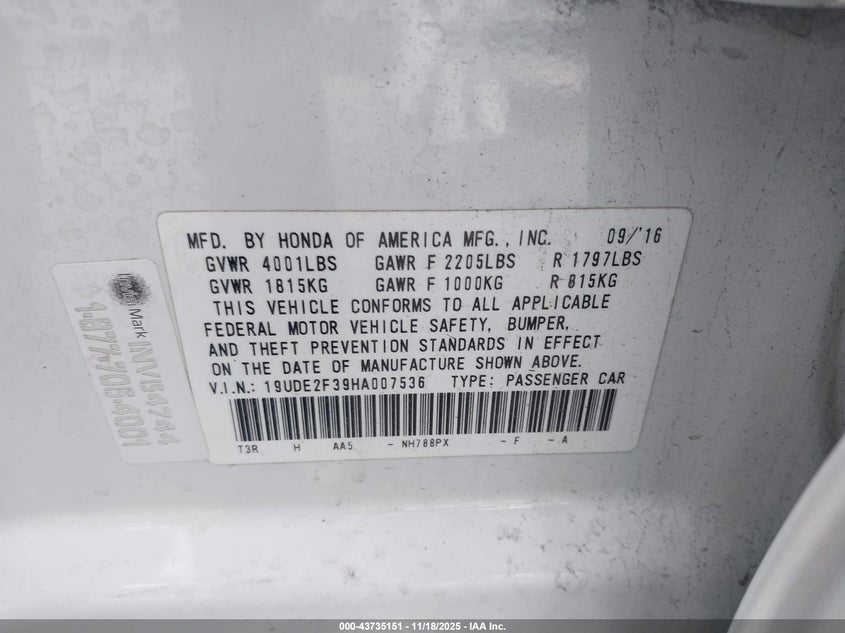 MFD. BY HONDA OF AMERICA MFG., INC. 09/'16
GVWR 4001LBS GAWR F 2205LBS R 1797LBS
GVWR 1815KG GAWR F 1000KG R 815KG
THIS VEHICLE CONFORMS TO ALL APPLICABLE
FEDERAL MOTOR VEHICLE SAFETY, BUMPER,
AND THEFT PREVENTION STANDARDS IN EFFECT
ON THE DATE OF MANUFACTURE SHOWN ABOVE.
V.I.N.: 19UDE2F39HA007536 TYPE: PASSENGER CAR
T3R H AA5 - NH788PX - F - A
InvisiMark
INV154744
1-877-705-4001
000-43735151 — 11/18/2025 — IAA Inc.